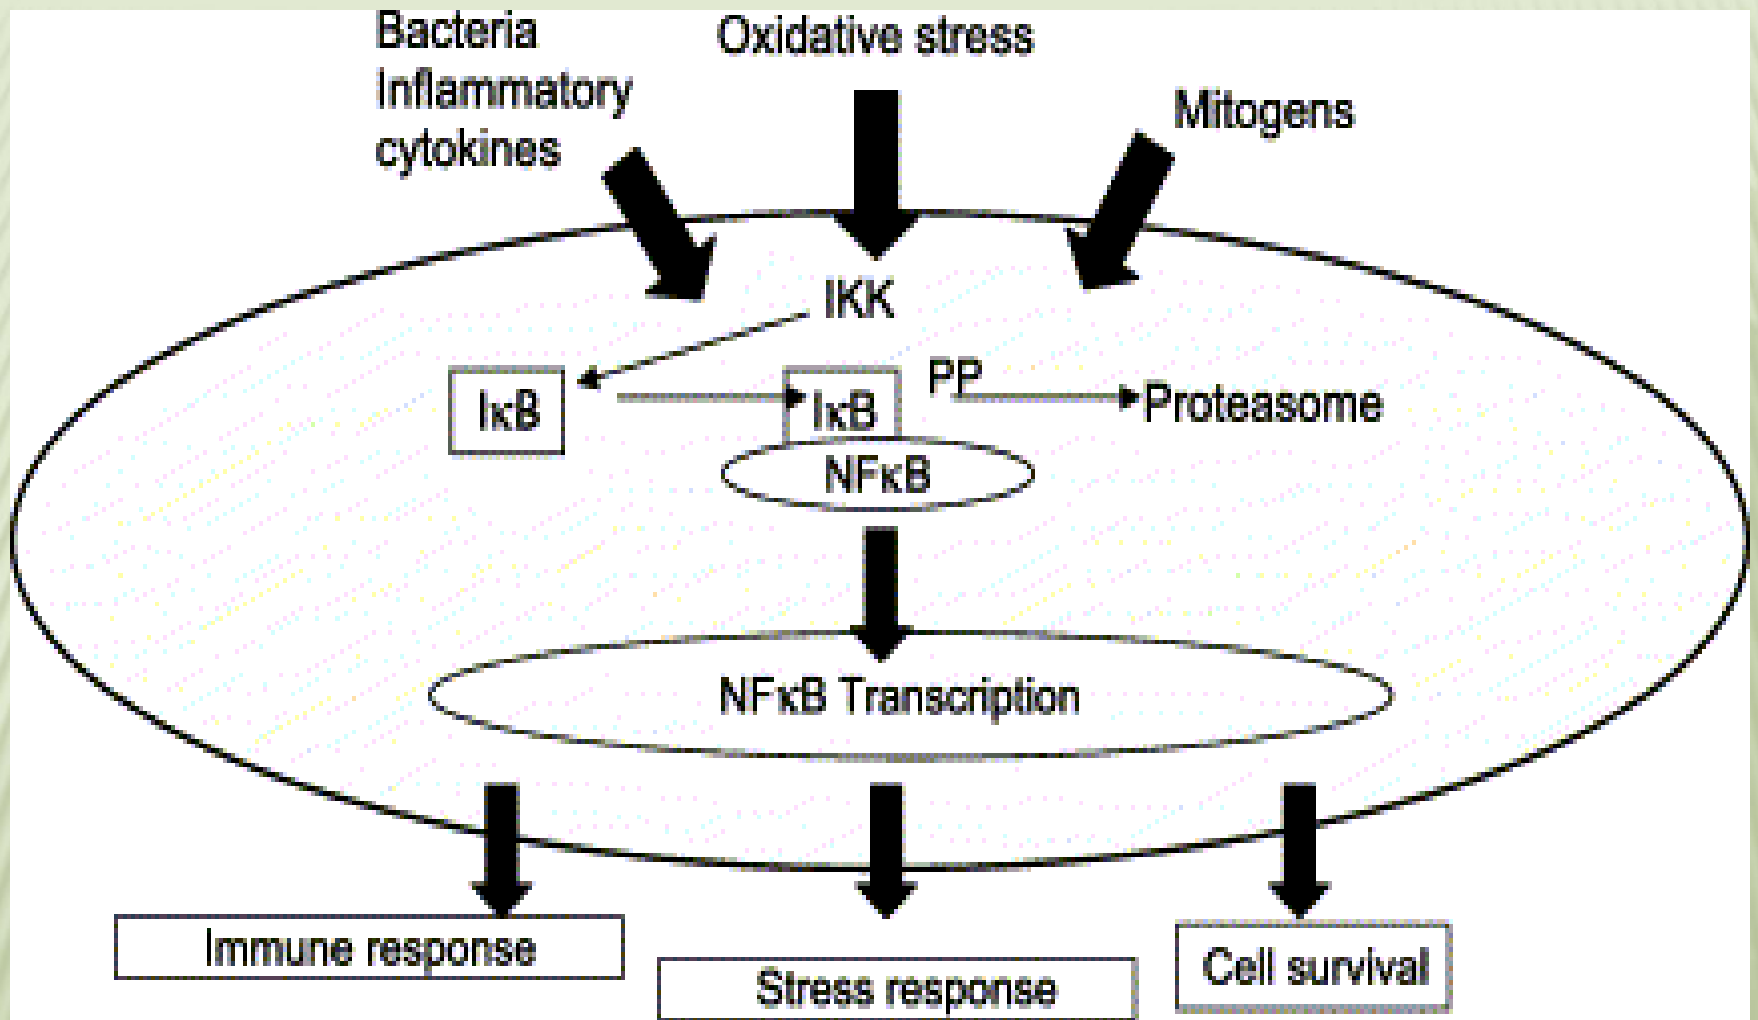 Bacteria
Inflammatory
cytokines
Oxidative stress
Mitogens
IKK
IκB
IκB
PP
Proteasome
NFκB
NFκB Transcription
Immune response
Stress response
Cell survival